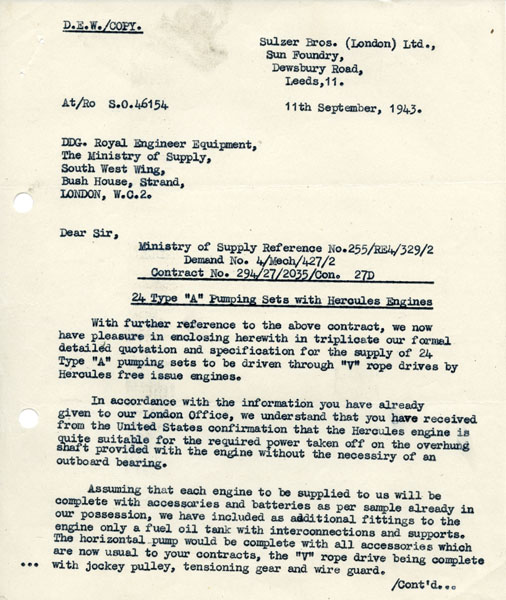 D.E.W./COPY.
Sulzer Bros. (London) Ltd.,
Sun Foundry,
Dewsbury Road,
Leeds,11.
At/Ro S.O.46154
11th September, 1943.
DDG. Royal Engineer Equipment,
The Ministry of Supply,
South West Wing,
Bush House, Strand,
LONDON, W.C.2.
Dear Sir,
Ministry of Supply Reference No.255/RE4/329/2
Demand No. 4/Mech/427/2
Contract No. 294/27/2035/Con. 27D
24 Type "A" Pumping Sets with Hercules Engines
With further reference to the above contract, we now
have pleasure in enclosing herewith in triplicate our formal
detailed quotation and specification for the supply of 24
Type "A" pumping sets to be driven through "V" rope drives by
Hercules free issue engines.
In accordance with the information you have already
given to our London Office, we understand that you have received
from the United States confirmation that the Hercules engine is
quite suitable for the required power taken off on the overhung
shaft provided with the engine without the necessiry of an
outboard bearing.
Assuming that each engine to be supplied to us will be
complete with accessories and batteries as per sample already in
our possession, we have included as additional fittings to the
engine only a fuel oil tank with interconnections and supports.
The horizontal pump would be complete with all accessories which
are now usual to your contracts, the "V" rope drive being complete
... with jockey pulley, tensioning gear and wire guard.
/Cont'd...